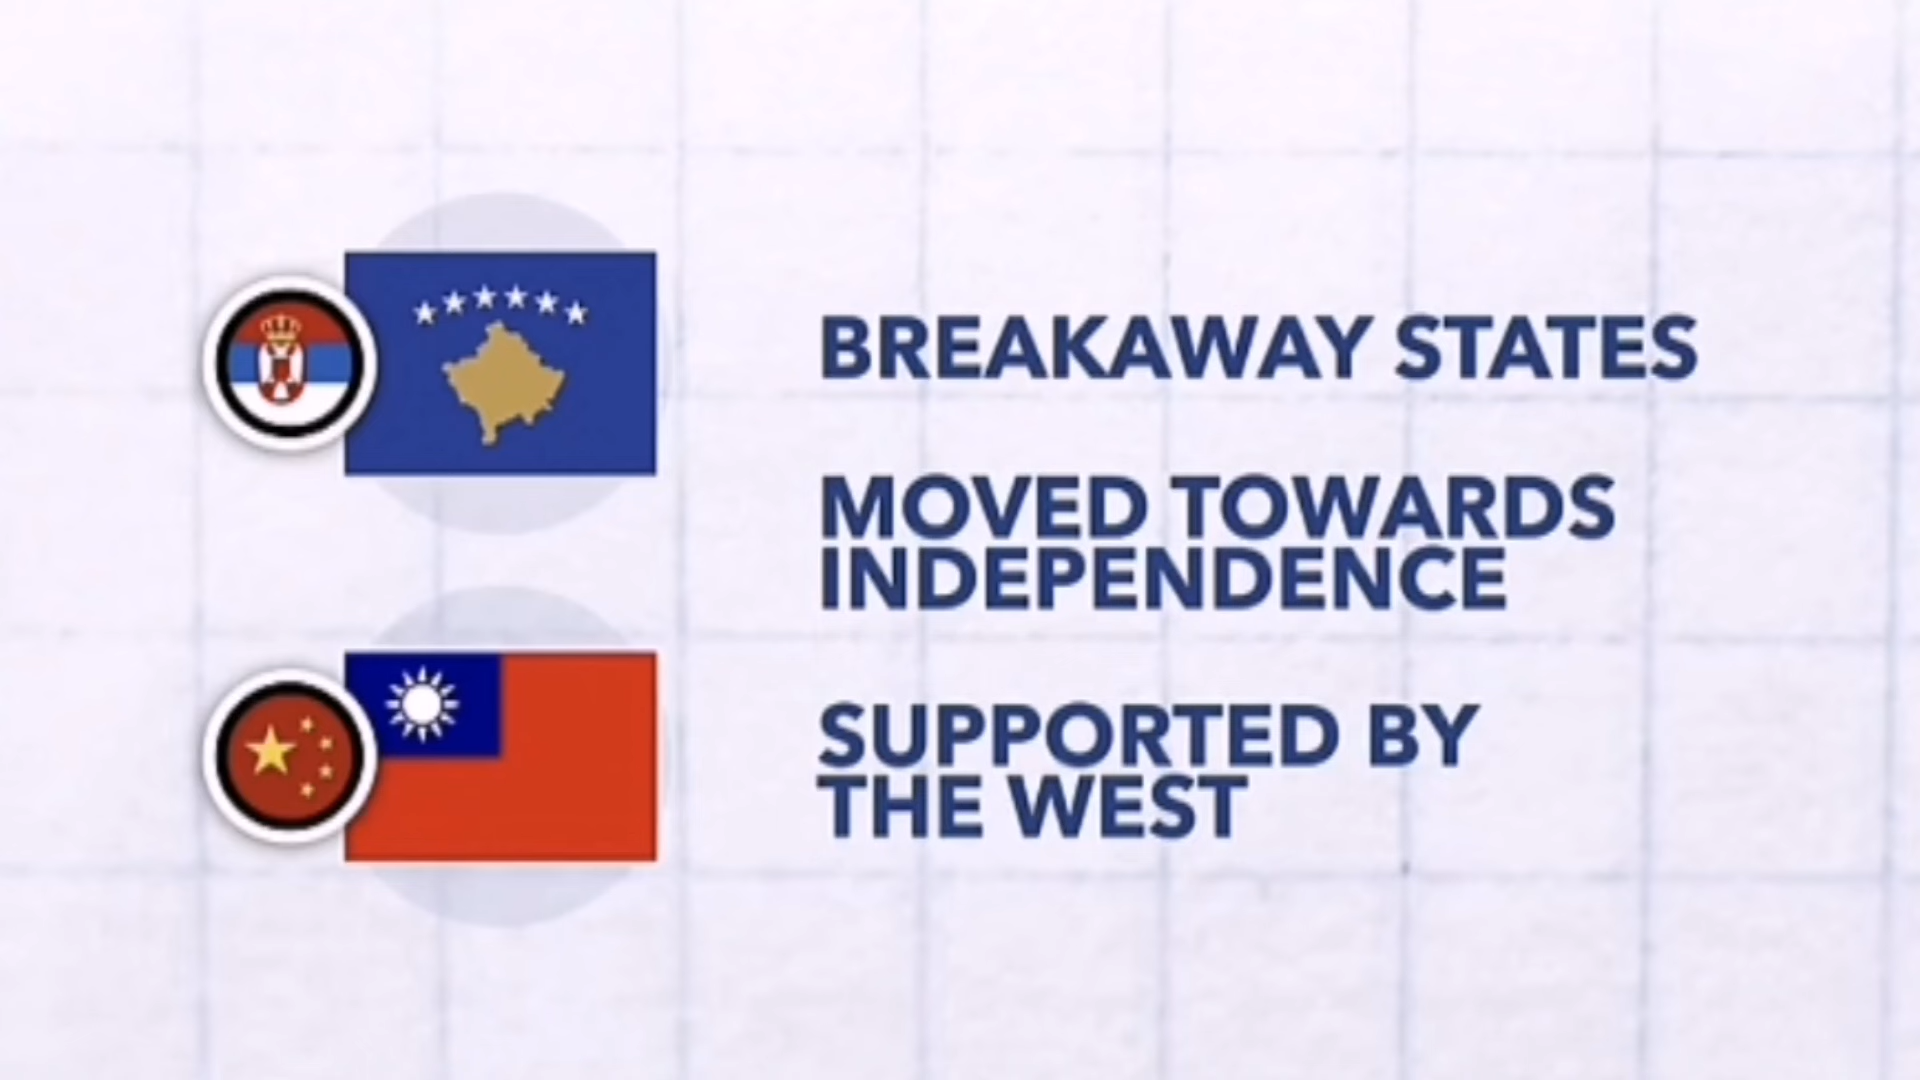 BREAKAWAY STATES
MOVED TOWARDS
INDEPENDENCE
SUPPORTED BY
THE WEST